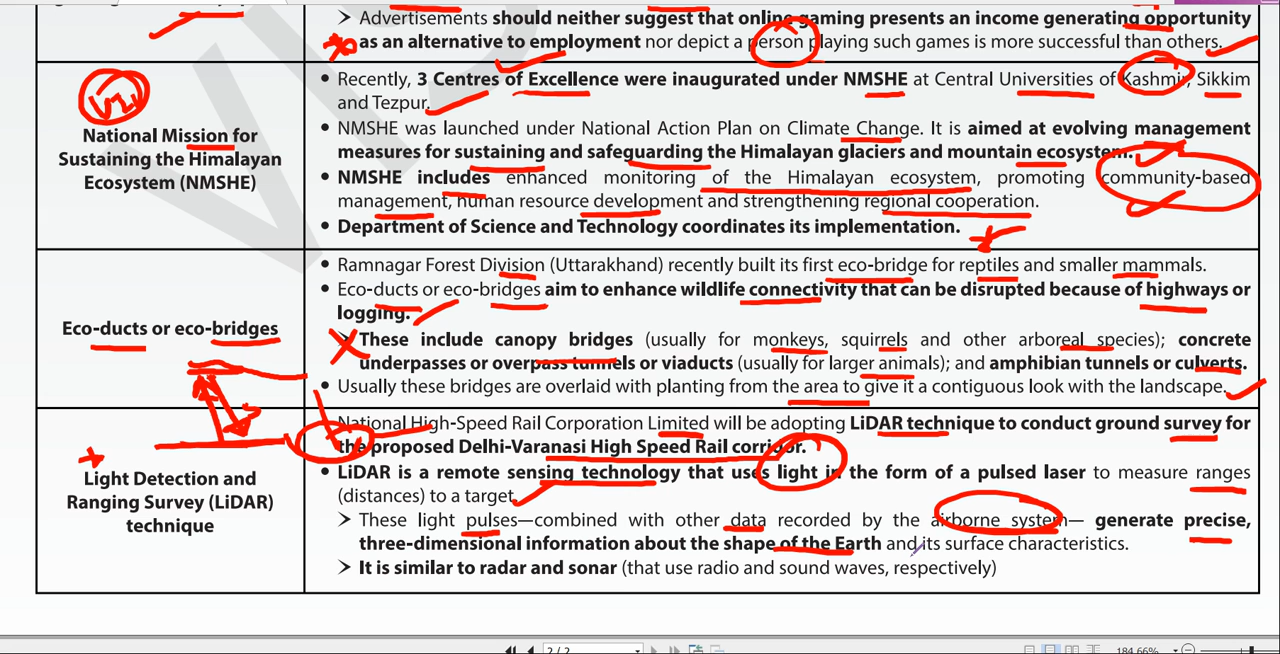 Advertisements should neither suggest that online gaming presents an income generating opportunity
as an alternative to employment nor depict a person playing such games is more successful than others.
National Mission for
Sustaining the Himalayan
Ecosystem (NMSHE)
Recently, 3 Centres of Excellence were inaugurated under NMSHE at Central Universities of Kashmir, Sikkim
and Tezpur.
NMSHE was launched under National Action Plan on Climate Change. It is aimed at evolving management
measures for sustaining and safeguarding the Himalayan glaciers and mountain ecosystem.
NMSHE includes enhanced monitoring of the Himalayan ecosystem, promoting community-based
management, human resource development and strengthening regional cooperation.
Department of Science and Technology coordinates its implementation.
Eco-ducts or eco-bridges
Ramnagar Forest Division (Uttarakhand) recently built its first eco-bridge for reptiles and smaller mammals.
Eco-ducts or eco-bridges aim to enhance wildlife connectivity that can be disrupted because of highways or
logging.
These include canopy bridges (usually for monkeys, squirrels and other arboreal species); concrete
underpasses or overpass tunnels or viaducts (usually for larger animals); and amphibian tunnels or culverts.
Usually these bridges are overlaid with planting from the area to give it a contiguous look with the landscape.
Light Detection and
Ranging Survey (LiDAR)
technique
National High-Speed Rail Corporation Limited will be adopting LiDAR technique to conduct ground survey for
the proposed Delhi-Varanasi High Speed Rail corridor.
LiDAR is a remote sensing technology that uses light in the form of a pulsed laser to measure ranges
(distances) to a target.
These light pulses—combined with other data recorded by the airborne system— generate precise,
three-dimensional information about the shape of the Earth and its surface characteristics.
It is similar to radar and sonar (that use radio and sound waves, respectively)
2 / 2
184.66%